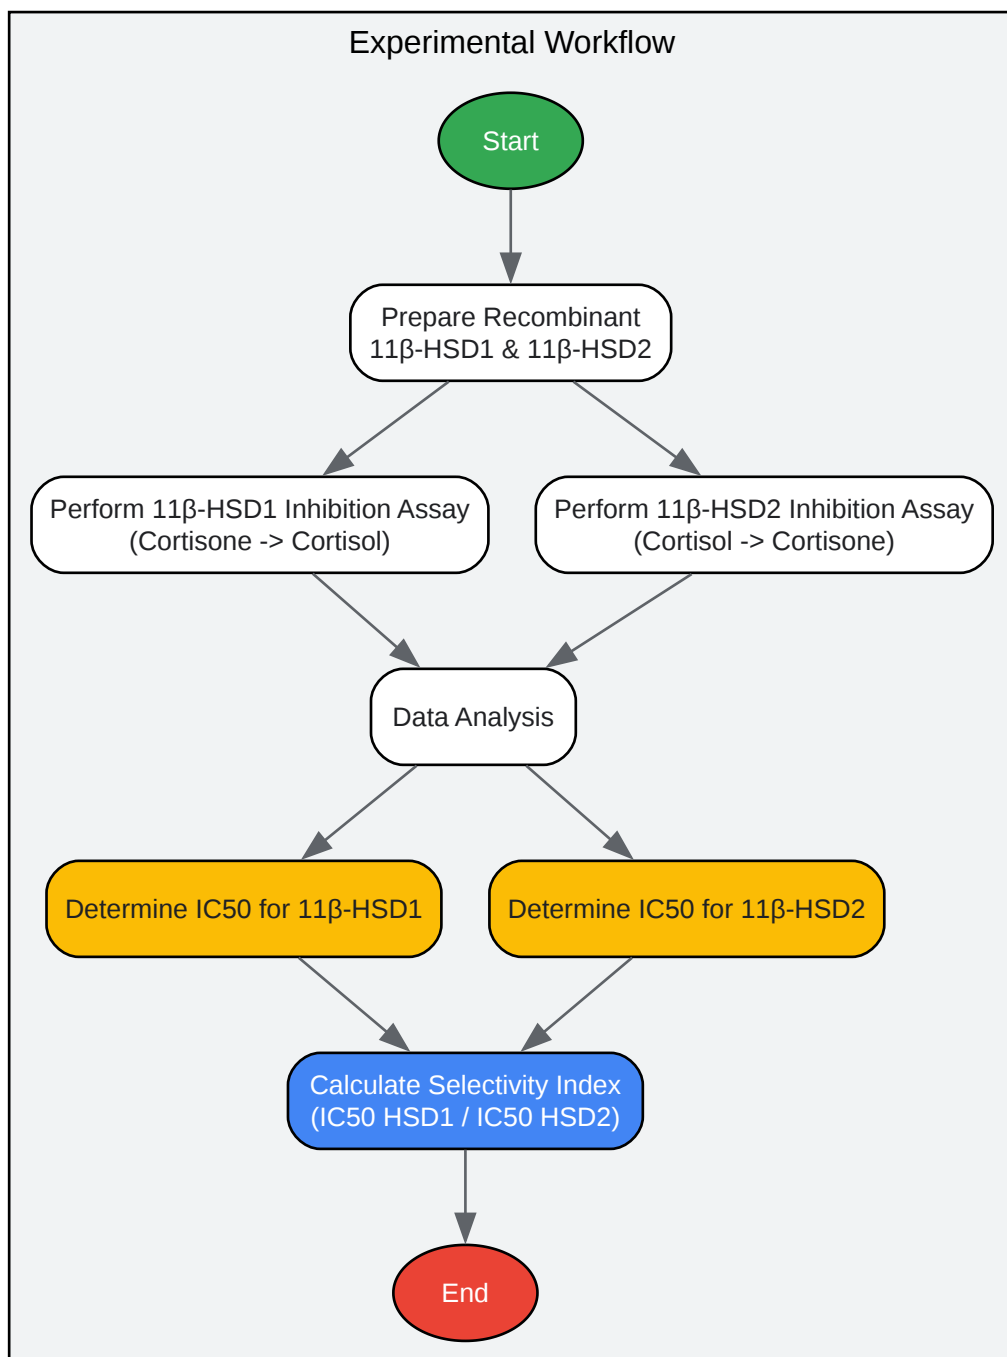 Experimental Workflow
Start
Prepare Recombinant
11β-HSD1 & 11β-HSD2
Perform 11β-HSD1 Inhibition Assay
(Cortisone -> Cortisol)
Perform 11β-HSD2 Inhibition Assay
(Cortisol -> Cortisone)
Data Analysis
Determine IC50 for 11β-HSD1
Determine IC50 for 11β-HSD2
Calculate Selectivity Index
(IC50 HSD1 / IC50 HSD2)
End